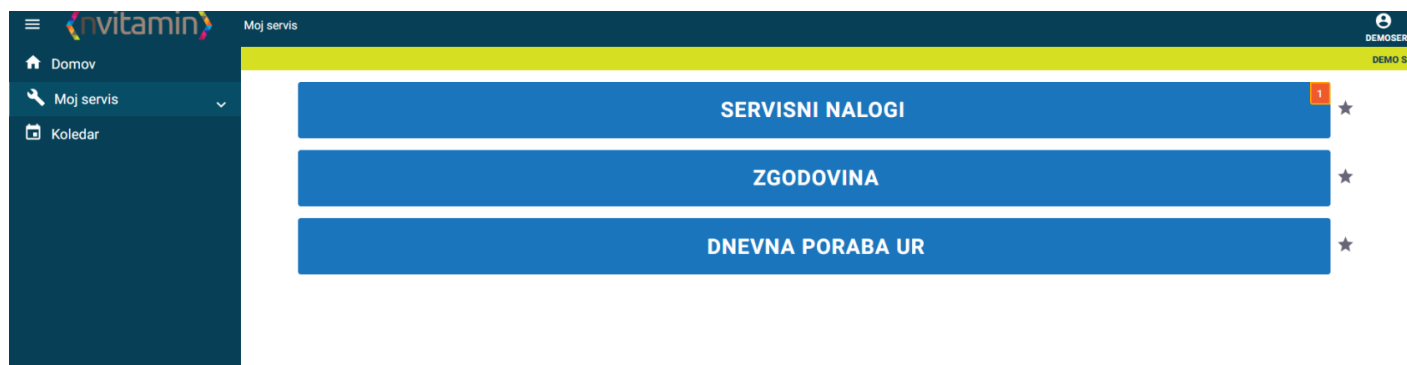 {nvitamin}
Moj servis
DEMOSER
DEMO S
Domov
Moj servis
Koledar
SERVISNI NALOGI
1
ZGODOVINA
DNEVNA PORABA UR